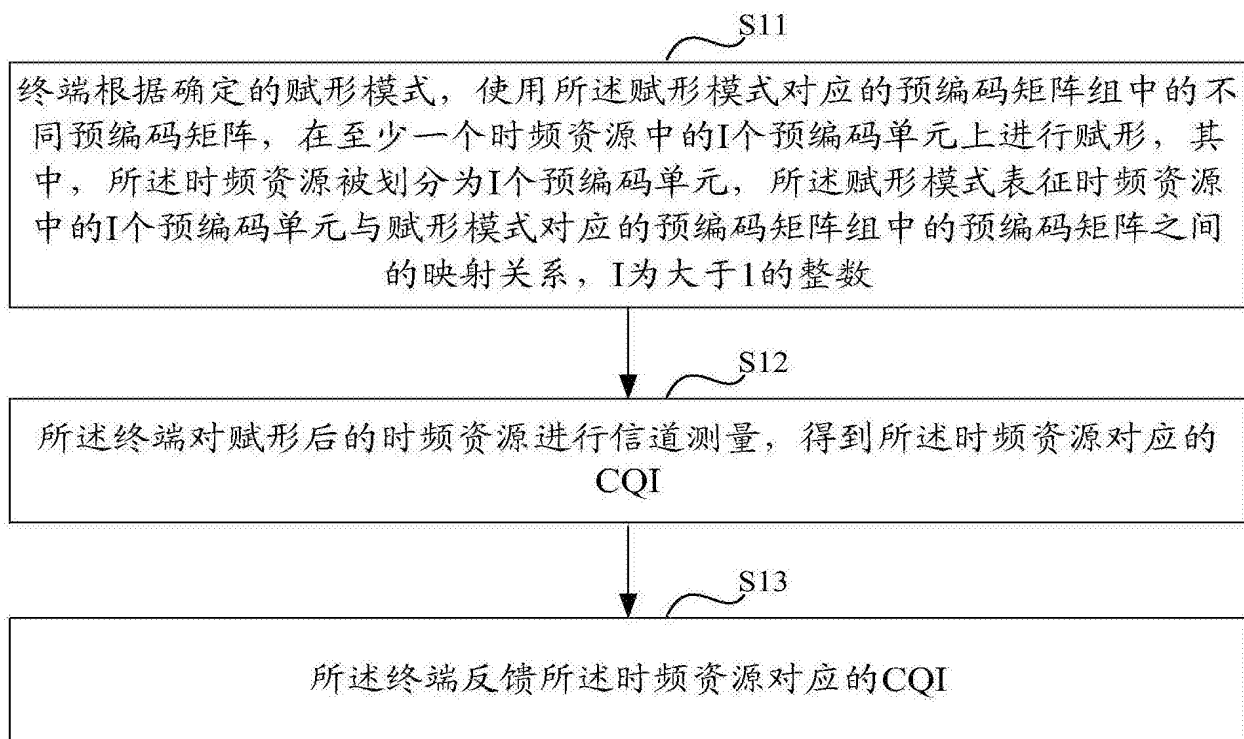 S11
终端根据确定的赋形模式，使用所述赋形模式对应的预编码矩阵组中的不
同预编码矩阵，在至少一个时频资源中的I个预编码单元上进行赋形，其
中，所述时频资源被划分为I个预编码单元，所述赋形模式表征时频资源
中的I个预编码单元与赋形模式对应的预编码矩阵组中的预编码矩阵之间
的映射关系，I为大于1的整数
S12
所述终端对赋形后的时频资源进行信道测量，得到所述时频资源对应的
CQI
S13
所述终端反馈所述时频资源对应的CQI